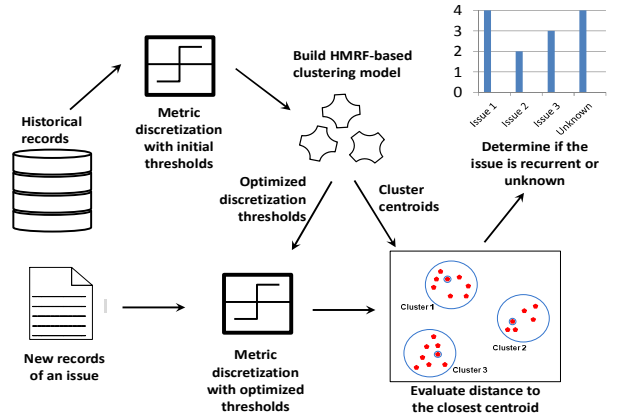 Historical
records
Metric
discretization
with initial
thresholds
Build HMRF-based
clustering model
4
3
2
1
0
Issue 1
Issue 2
Issue 3
Unknown
Determine if the
issue is recurrent or
unknown
Optimized
discretization
thresholds
Cluster
centroids
New records
of an issue
Metric
discretization
with optimized
thresholds
Cluster 1
Cluster 2
Cluster 3
Evaluate distance to
the closest centroid